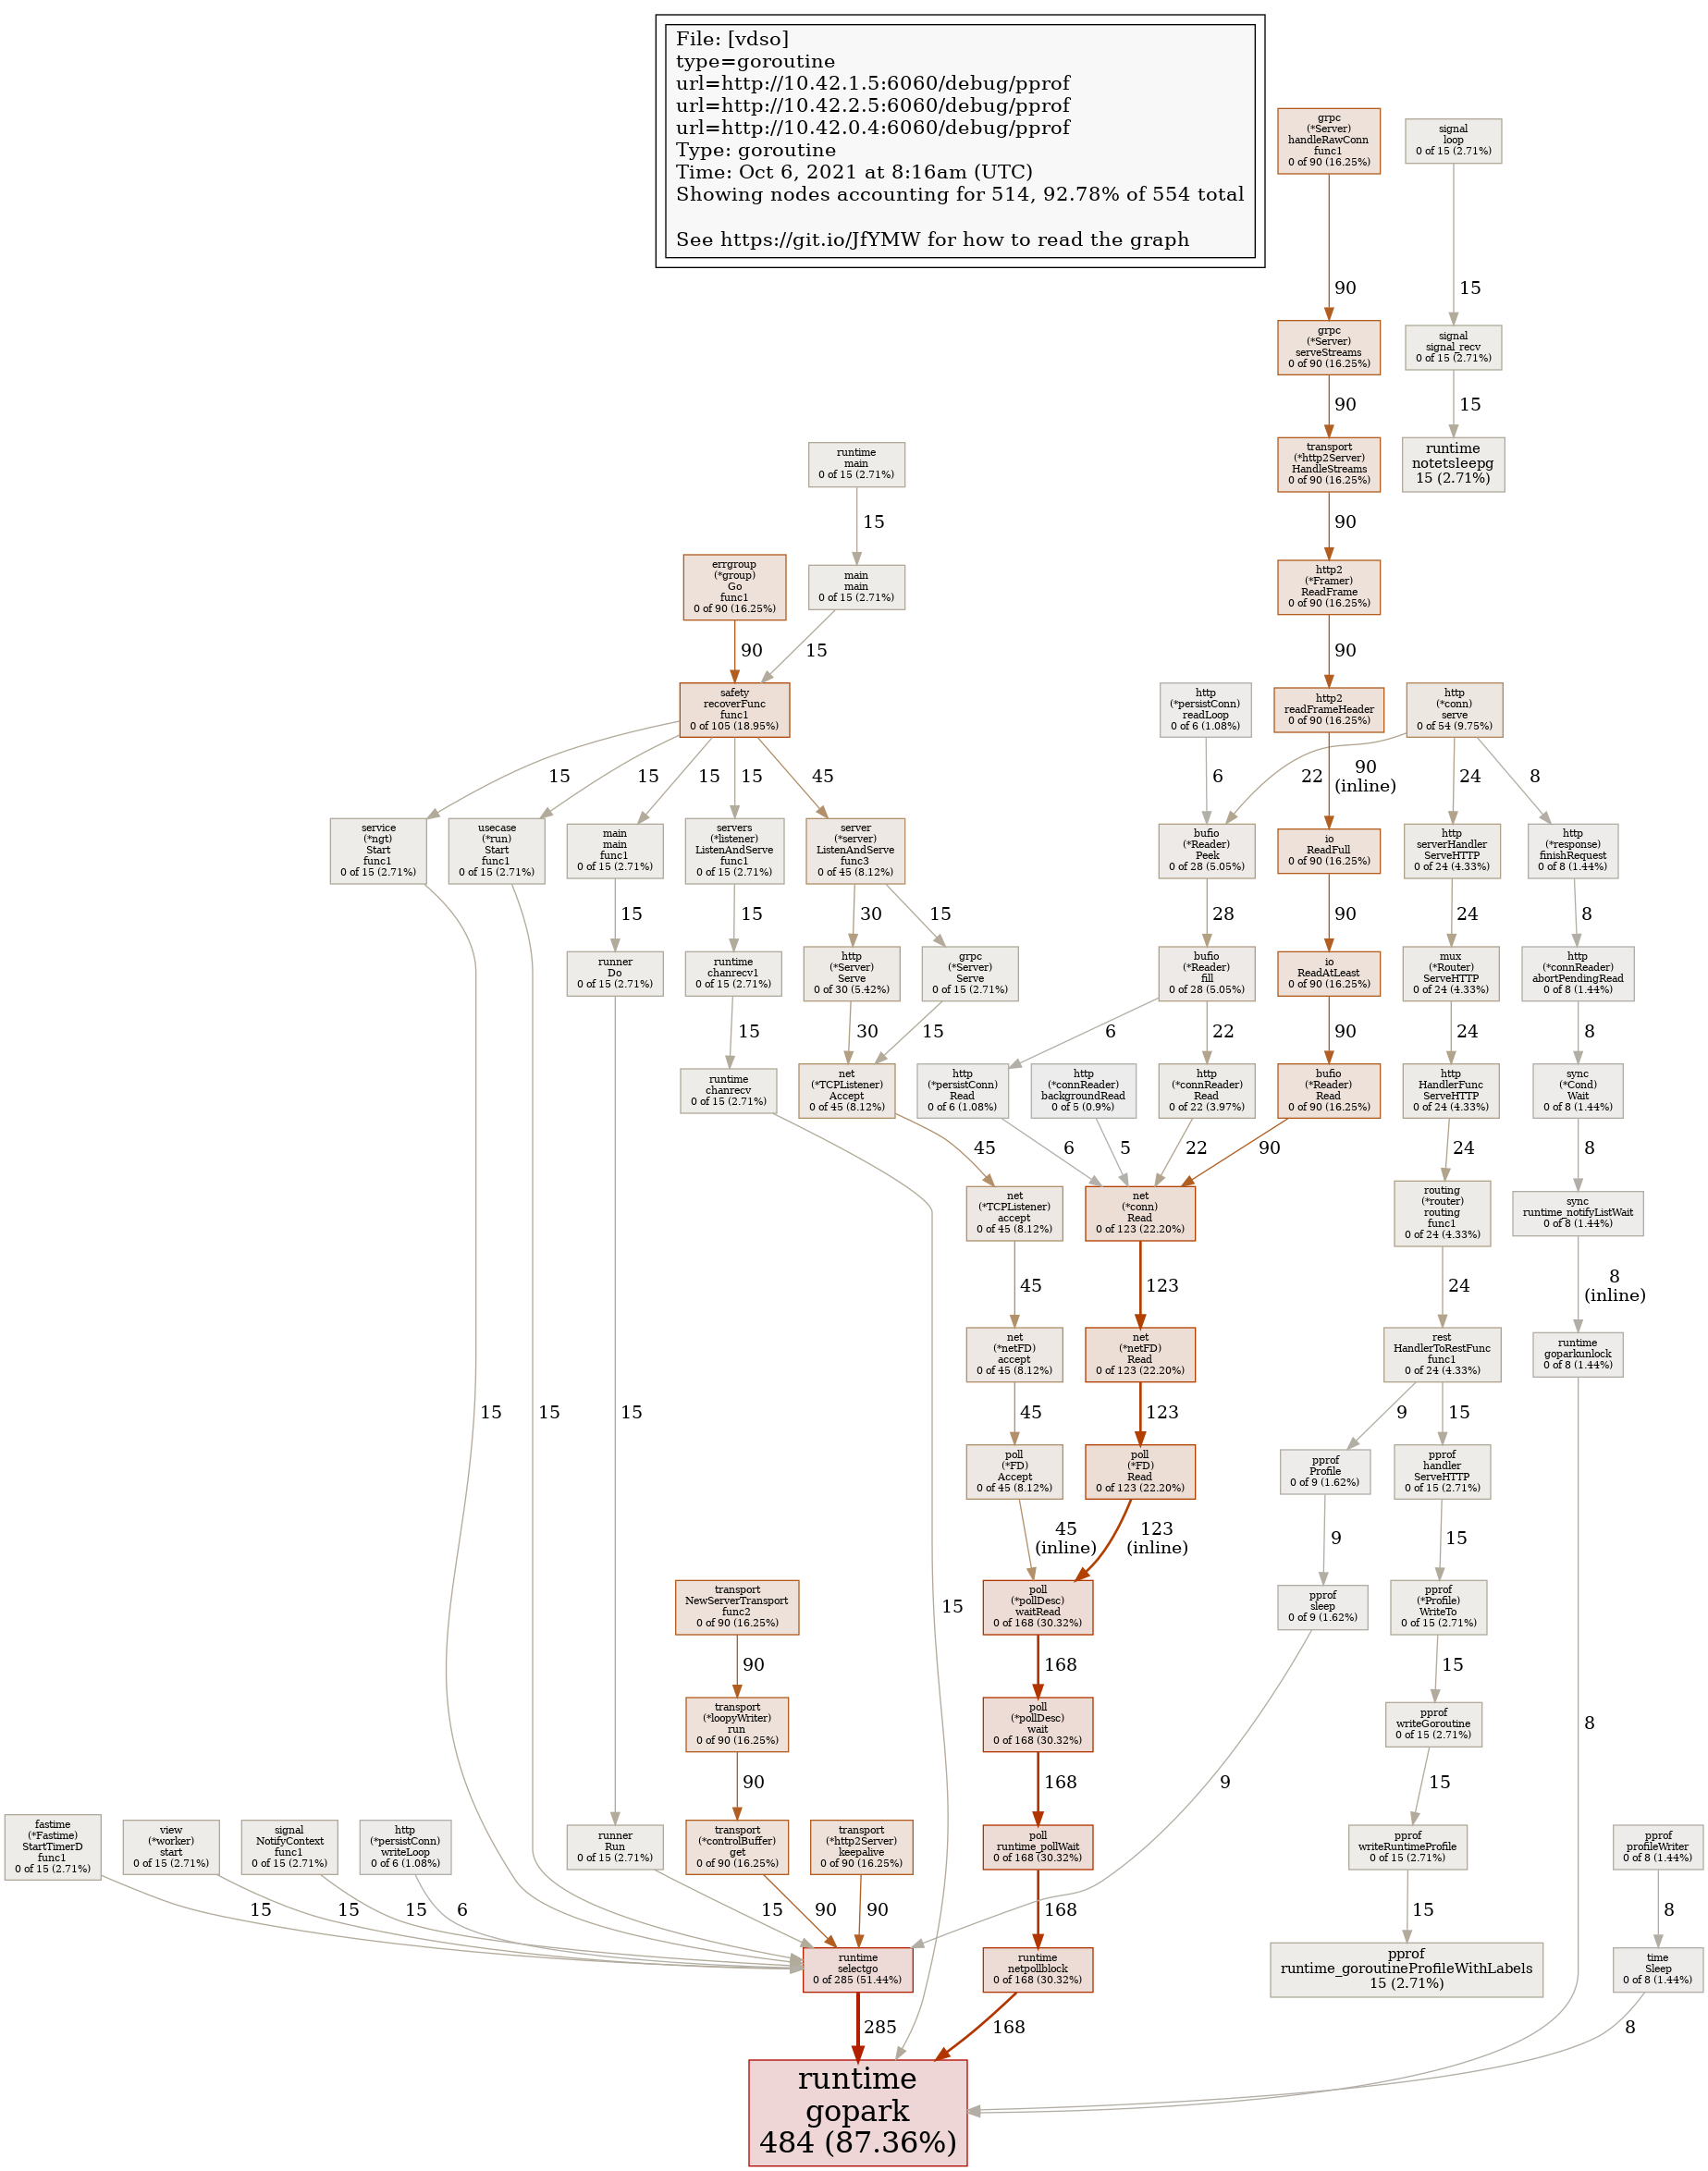 File: [vdso]
type=goroutine
url=http://10.42.1.5:6060/debug/pprof
url=http://10.42.2.5:6060/debug/pprof
url=http://10.42.0.4:6060/debug/pprof
Type: goroutine
Time: Oct 6, 2021 at 8:16am (UTC)
Showing nodes accounting for 514, 92.78% of 554 total
See https://git.io/JfYMW for how to read the graph
grpc
(*Server)
handleRawConn
func1
0 of 90 (16.25%)
signal
loop
0 of 15 (2.71%)
90
15
grpc
(*Server)
serveStreams
0 of 90 (16.25%)
signal
signal_recv
0 of 15 (2.71%)
90
15
runtime
main
0 of 15 (2.71%)
transport
(*http2Server)
HandleStreams
0 of 90 (16.25%)
runtime
notetsleepg
15 (2.71%)
15
90
errgroup
(*group)
Go
func1
0 of 90 (16.25%)
main
main
0 of 15 (2.71%)
http2
(*Framer)
ReadFrame
0 of 90 (16.25%)
90
15
90
safety
recoverFunc
func1
0 of 105 (18.95%)
http
(*persistConn)
readLoop
0 of 6 (1.08%)
http2
readFrameHeader
0 of 90 (16.25%)
http
(*conn)
serve
0 of 54 (9.75%)
15
15
15
15
45
6
22
90
(inline)
24
8
service
(*ngt)
Start
func1
0 of 15 (2.71%)
usecase
(*run)
Start
func1
0 of 15 (2.71%)
main
main
func1
0 of 15 (2.71%)
servers
(*listener)
ListenAndServe
func1
0 of 15 (2.71%)
server
(*server)
ListenAndServe
func3
0 of 45 (8.12%)
bufio
(*Reader)
Peek
0 of 28 (5.05%)
io
ReadFull
0 of 90 (16.25%)
http
serverHandler
ServeHTTP
0 of 24 (4.33%)
http
(*response)
finishRequest
0 of 8 (1.44%)
15
15
30
15
28
90
24
8
runner
Do
0 of 15 (2.71%)
runtime
chanrecv1
0 of 15 (2.71%)
http
(*Server)
Serve
0 of 30 (5.42%)
grpc
(*Server)
Serve
0 of 15 (2.71%)
bufio
(*Reader)
fill
0 of 28 (5.05%)
io
ReadAtLeast
0 of 90 (16.25%)
mux
(*Router)
ServeHTTP
0 of 24 (4.33%)
http
(*connReader)
abortPendingRead
0 of 8 (1.44%)
15
30
15
6
22
90
24
8
runtime
chanrecv
0 of 15 (2.71%)
net
(*TCPListener)
Accept
0 of 45 (8.12%)
http
(*persistConn)
Read
0 of 6 (1.08%)
http
(*connReader)
backgroundRead
0 of 5 (0.9%)
http
(*connReader)
Read
0 of 22 (3.97%)
bufio
(*Reader)
Read
0 of 90 (16.25%)
http
HandlerFunc
ServeHTTP
0 of 24 (4.33%)
sync
(*Cond)
Wait
0 of 8 (1.44%)
45
6
5
22
90
24
8
net
(*TCPListener)
accept
0 of 45 (8.12%)
net
(*conn)
Read
0 of 123 (22.20%)
routing
(*router)
routing
func1
0 of 24 (4.33%)
sync
runtime_notifyListWait
0 of 8 (1.44%)
45
123
24
8
(inline)
net
(*netFD)
accept
0 of 45 (8.12%)
net
(*netFD)
Read
0 of 123 (22.20%)
rest
HandlerToRestFunc
func1
0 of 24 (4.33%)
runtime
goparkunlock
0 of 8 (1.44%)
15
15
15
45
123
9
15
poll
(*FD)
Accept
0 of 45 (8.12%)
poll
(*FD)
Read
0 of 123 (22.20%)
pprof
Profile
0 of 9 (1.62%)
pprof
handler
ServeHTTP
0 of 15 (2.71%)
45
(inline)
123
(inline)
9
15
transport
NewServerTransport
func2
0 of 90 (16.25%)
15
poll
(*pollDesc)
waitRead
0 of 168 (30.32%)
pprof
sleep
0 of 9 (1.62%)
pprof
(*Profile)
WriteTo
0 of 15 (2.71%)
90
168
15
transport
(*loopyWriter)
run
0 of 90 (16.25%)
poll
(*pollDesc)
wait
0 of 168 (30.32%)
pprof
writeGoroutine
0 of 15 (2.71%)
8
90
168
9
15
fastime
(*Fastime)
StartTimerD
func1
0 of 15 (2.71%)
view
(*worker)
start
0 of 15 (2.71%)
signal
NotifyContext
func1
0 of 15 (2.71%)
http
(*persistConn)
writeLoop
0 of 6 (1.08%)
runner
Run
0 of 15 (2.71%)
transport
(*controlBuffer)
get
0 of 90 (16.25%)
transport
(*http2Server)
keepalive
0 of 90 (16.25%)
poll
runtime_pollWait
0 of 168 (30.32%)
pprof
writeRuntimeProfile
0 of 15 (2.71%)
pprof
profileWriter
0 of 8 (1.44%)
15
15
15
6
15
90
90
168
15
8
runtime
selectgo
0 of 285 (51.44%)
runtime
netpollblock
0 of 168 (30.32%)
pprof
runtime_goroutineProfileWithLabels
15 (2.71%)
time
Sleep
0 of 8 (1.44%)
285
168
8
runtime
gopark
484 (87.36%)